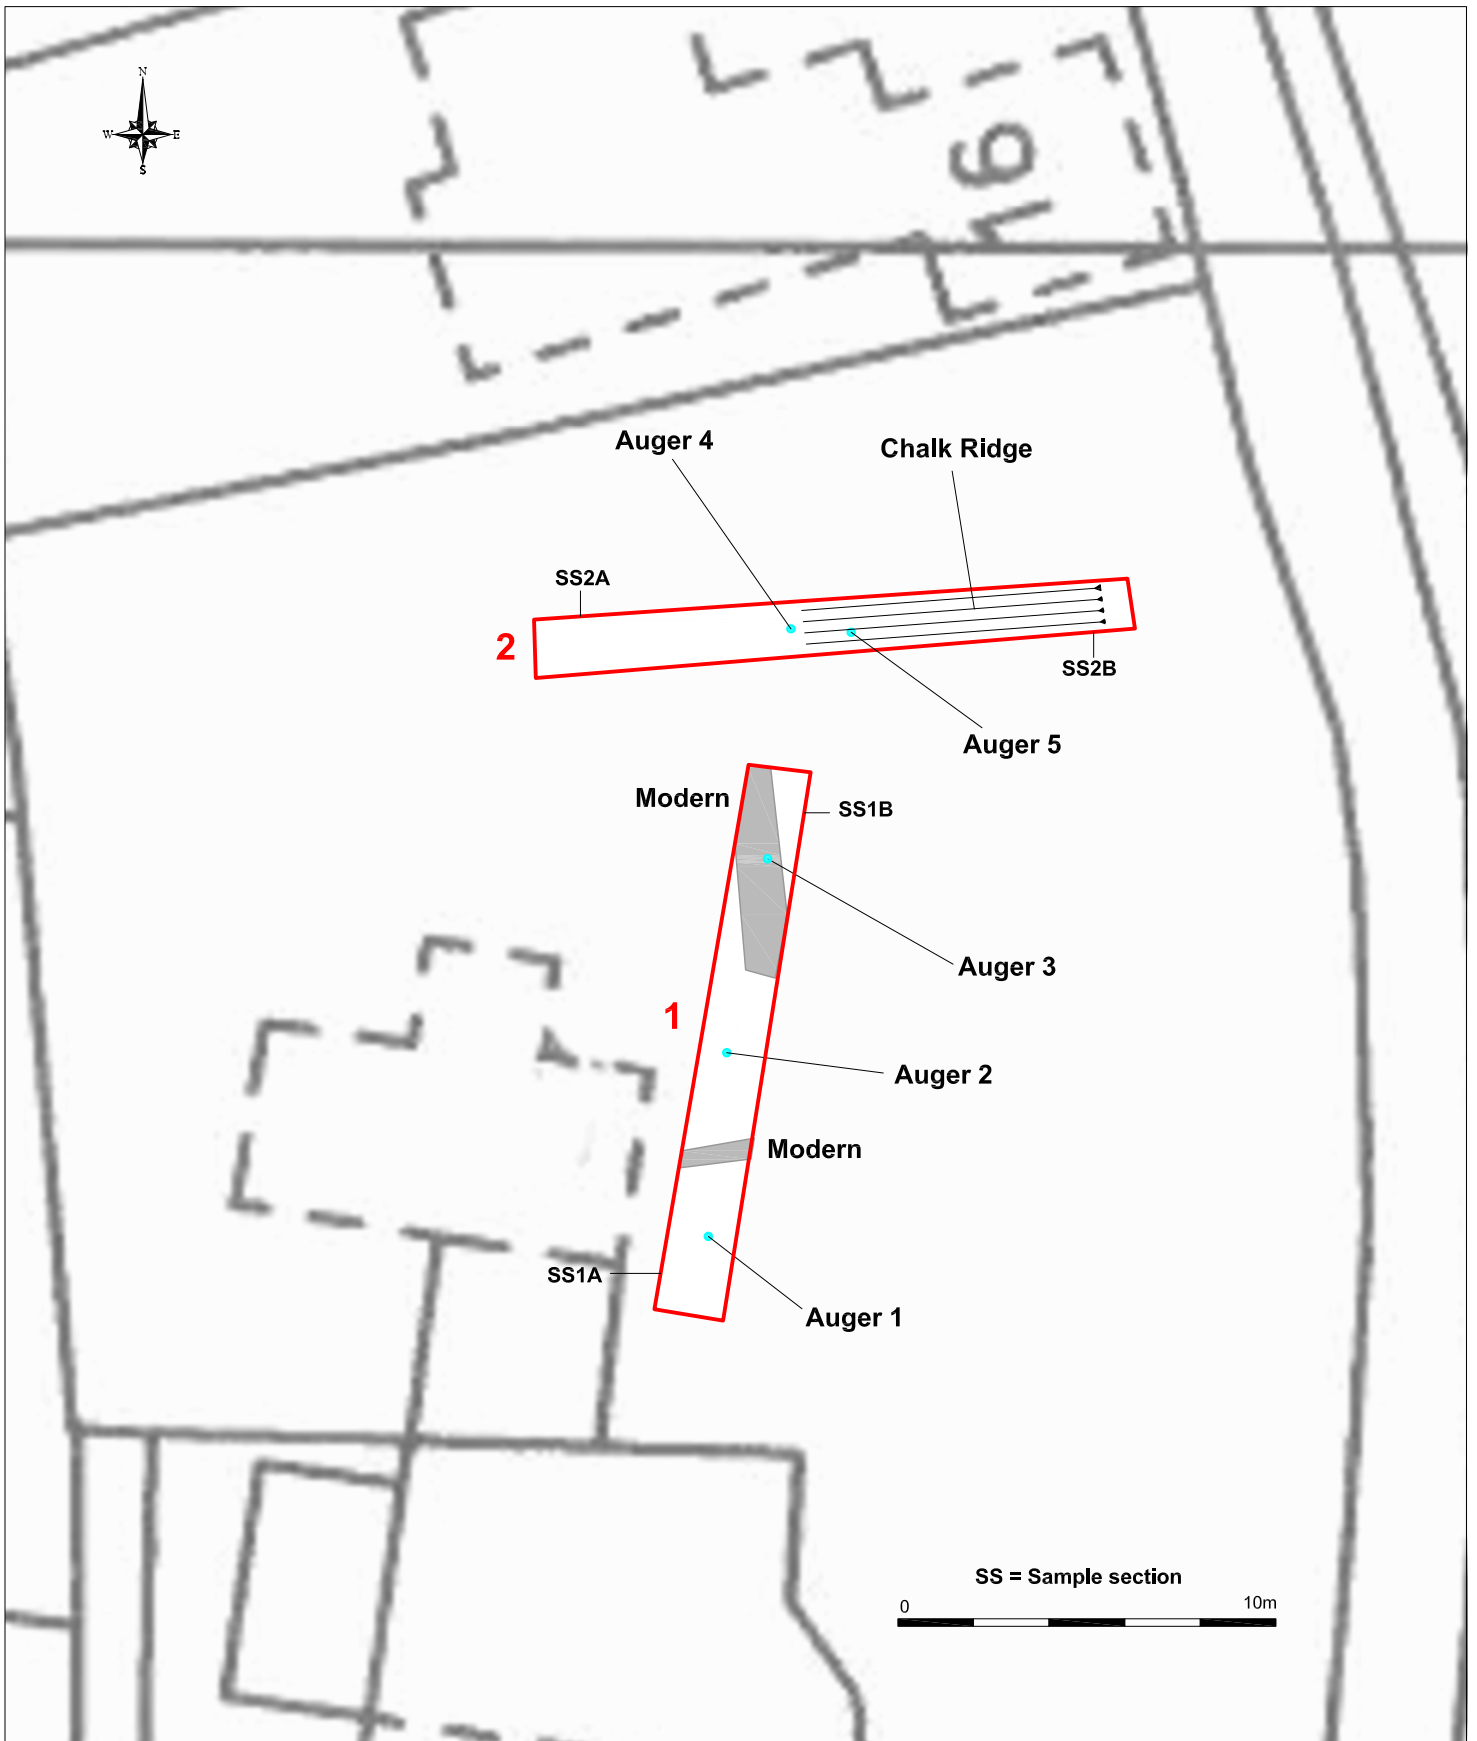 N
W E
S
16
Auger 4
Chalk Ridge
SS2A
2
SS2B
Auger 5
Modern
SS1B
Auger 3
1
Auger 2
Modern
SS1A
Auger 1
SS = Sample section
0 10m